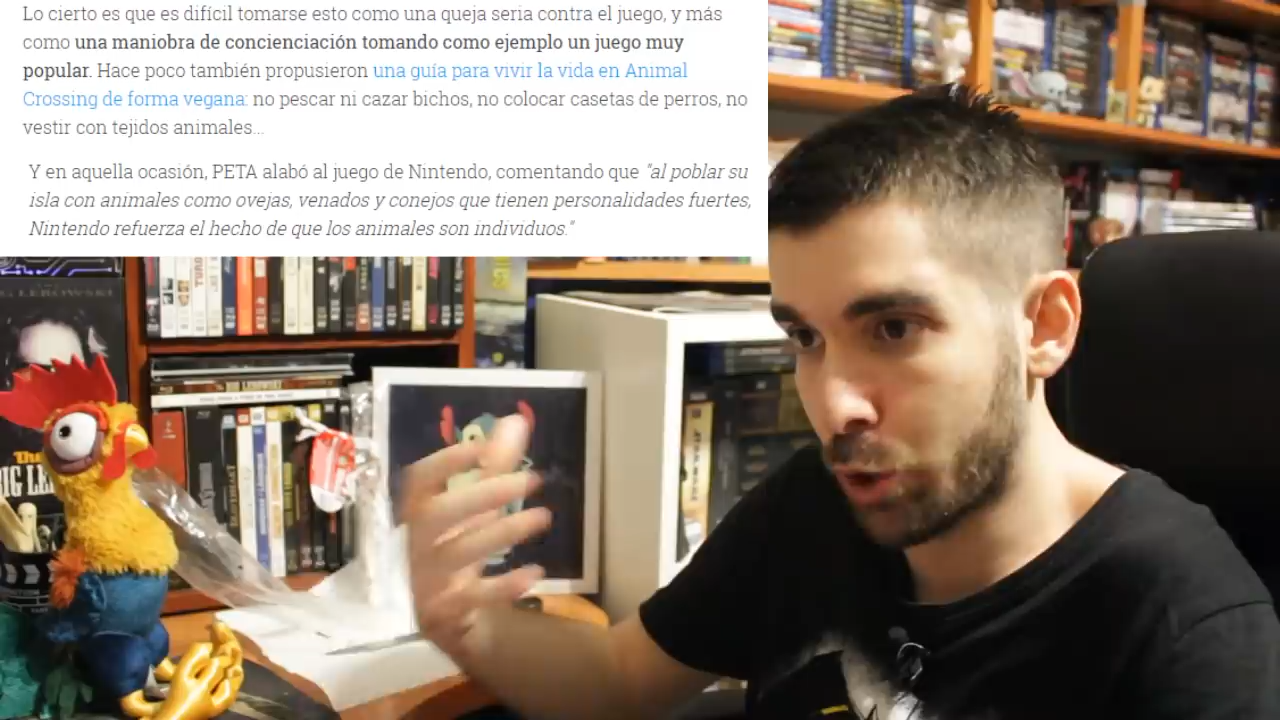 Lo cierto es que es difícil tomarse esto como una queja seria contra el juego, y más
como una maniobra de concienciación tomando como ejemplo un juego muy
popular. Hace poco también propusieron una guía para vivir la vida en Animal
Crossing de forma vegana: no pescar ni cazar bichos, no colocar casetas de perros, no
vestir con tejidos animales...
Y en aquella ocasión, PETA alabó al juego de Nintendo, comentando que "al poblar su
isla con animales como ovejas, venados y conejos que tienen personalidades fuertes,
Nintendo refuerza el hecho de que los animales son individuos."